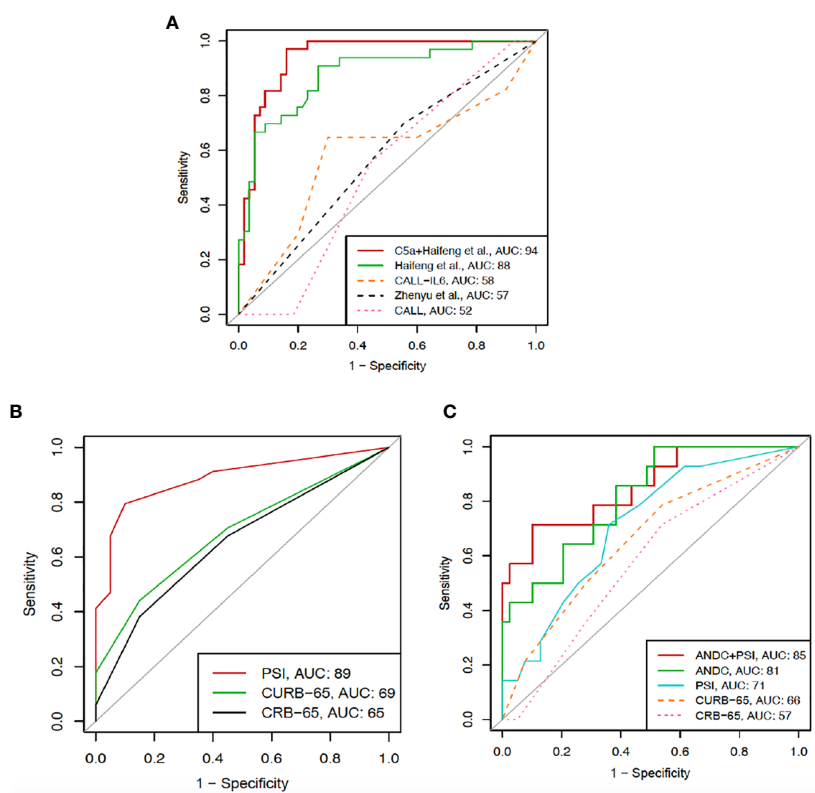 A
Sensitivity
1.0
0.8
0.6
0.4
0.2
0.0
C5a+Haifeng et al., AUC: 94
Haifeng et al., AUC: 88
CALL-IL6, AUC: 58
Zhenyu et al., AUC: 57
CALL, AUC: 52
0.0 0.2 0.4 0.6 0.8 1.0
1 − Specificity
B
Sensitivity
1.0
0.8
0.6
0.4
0.2
0.0
PSI, AUC: 89
CURB-65, AUC: 69
CRB-65, AUC: 65
0.0 0.2 0.4 0.6 0.8 1.0
1 − Specificity
C
Sensitivity
1.0
0.8
0.6
0.4
0.2
0.0
ANDC+PSI, AUC: 85
ANDC, AUC: 81
PSI, AUC: 71
CURB-65, AUC: 66
CRB-65, AUC: 57
0.0 0.2 0.4 0.6 0.8 1.0
1 − Specificity